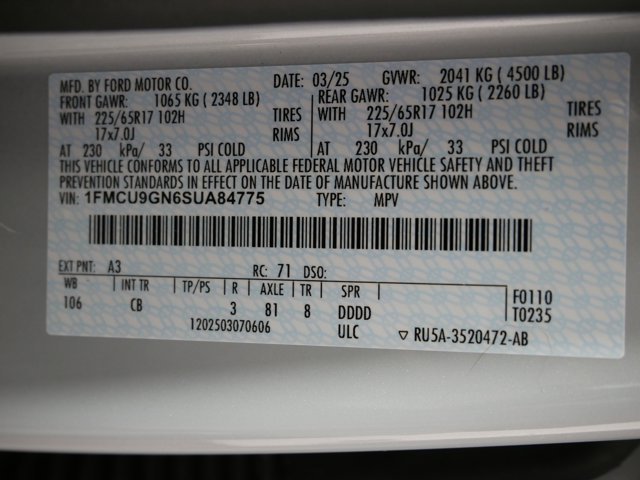 MFD. BY FORD MOTOR CO. DATE: 03/25 GVWR: 2041 KG ( 4500 LB)
FRONT GAWR: 1065 KG ( 2348 LB) REAR GAWR: 1025 KG ( 2260 LB)
WITH 225/65R17 102H TIRES WITH 225/65R17 102H TIRES
17x7.0J RIMS 17x7.0J RIMS
AT 230 kPa/ 33 PSI COLD AT 230 kPa/ 33 PSI COLD
THIS VEHICLE CONFORMS TO ALL APPLICABLE FEDERAL MOTOR VEHICLE SAFETY AND THEFT
PREVENTION STANDARDS IN EFFECT ON THE DATE OF MANUFACTURE SHOWN ABOVE.
VIN: 1FMCU9GN6SUA84775 TYPE: MPV
EXT PNT: A3 RC: 71 DSO:
WB INT TR TP/PS R AXLE TR SPR F0110
106 CB 3 81 8 DDDD T0235
1202503070606 ULC ▽ RU5A-3520472-AB